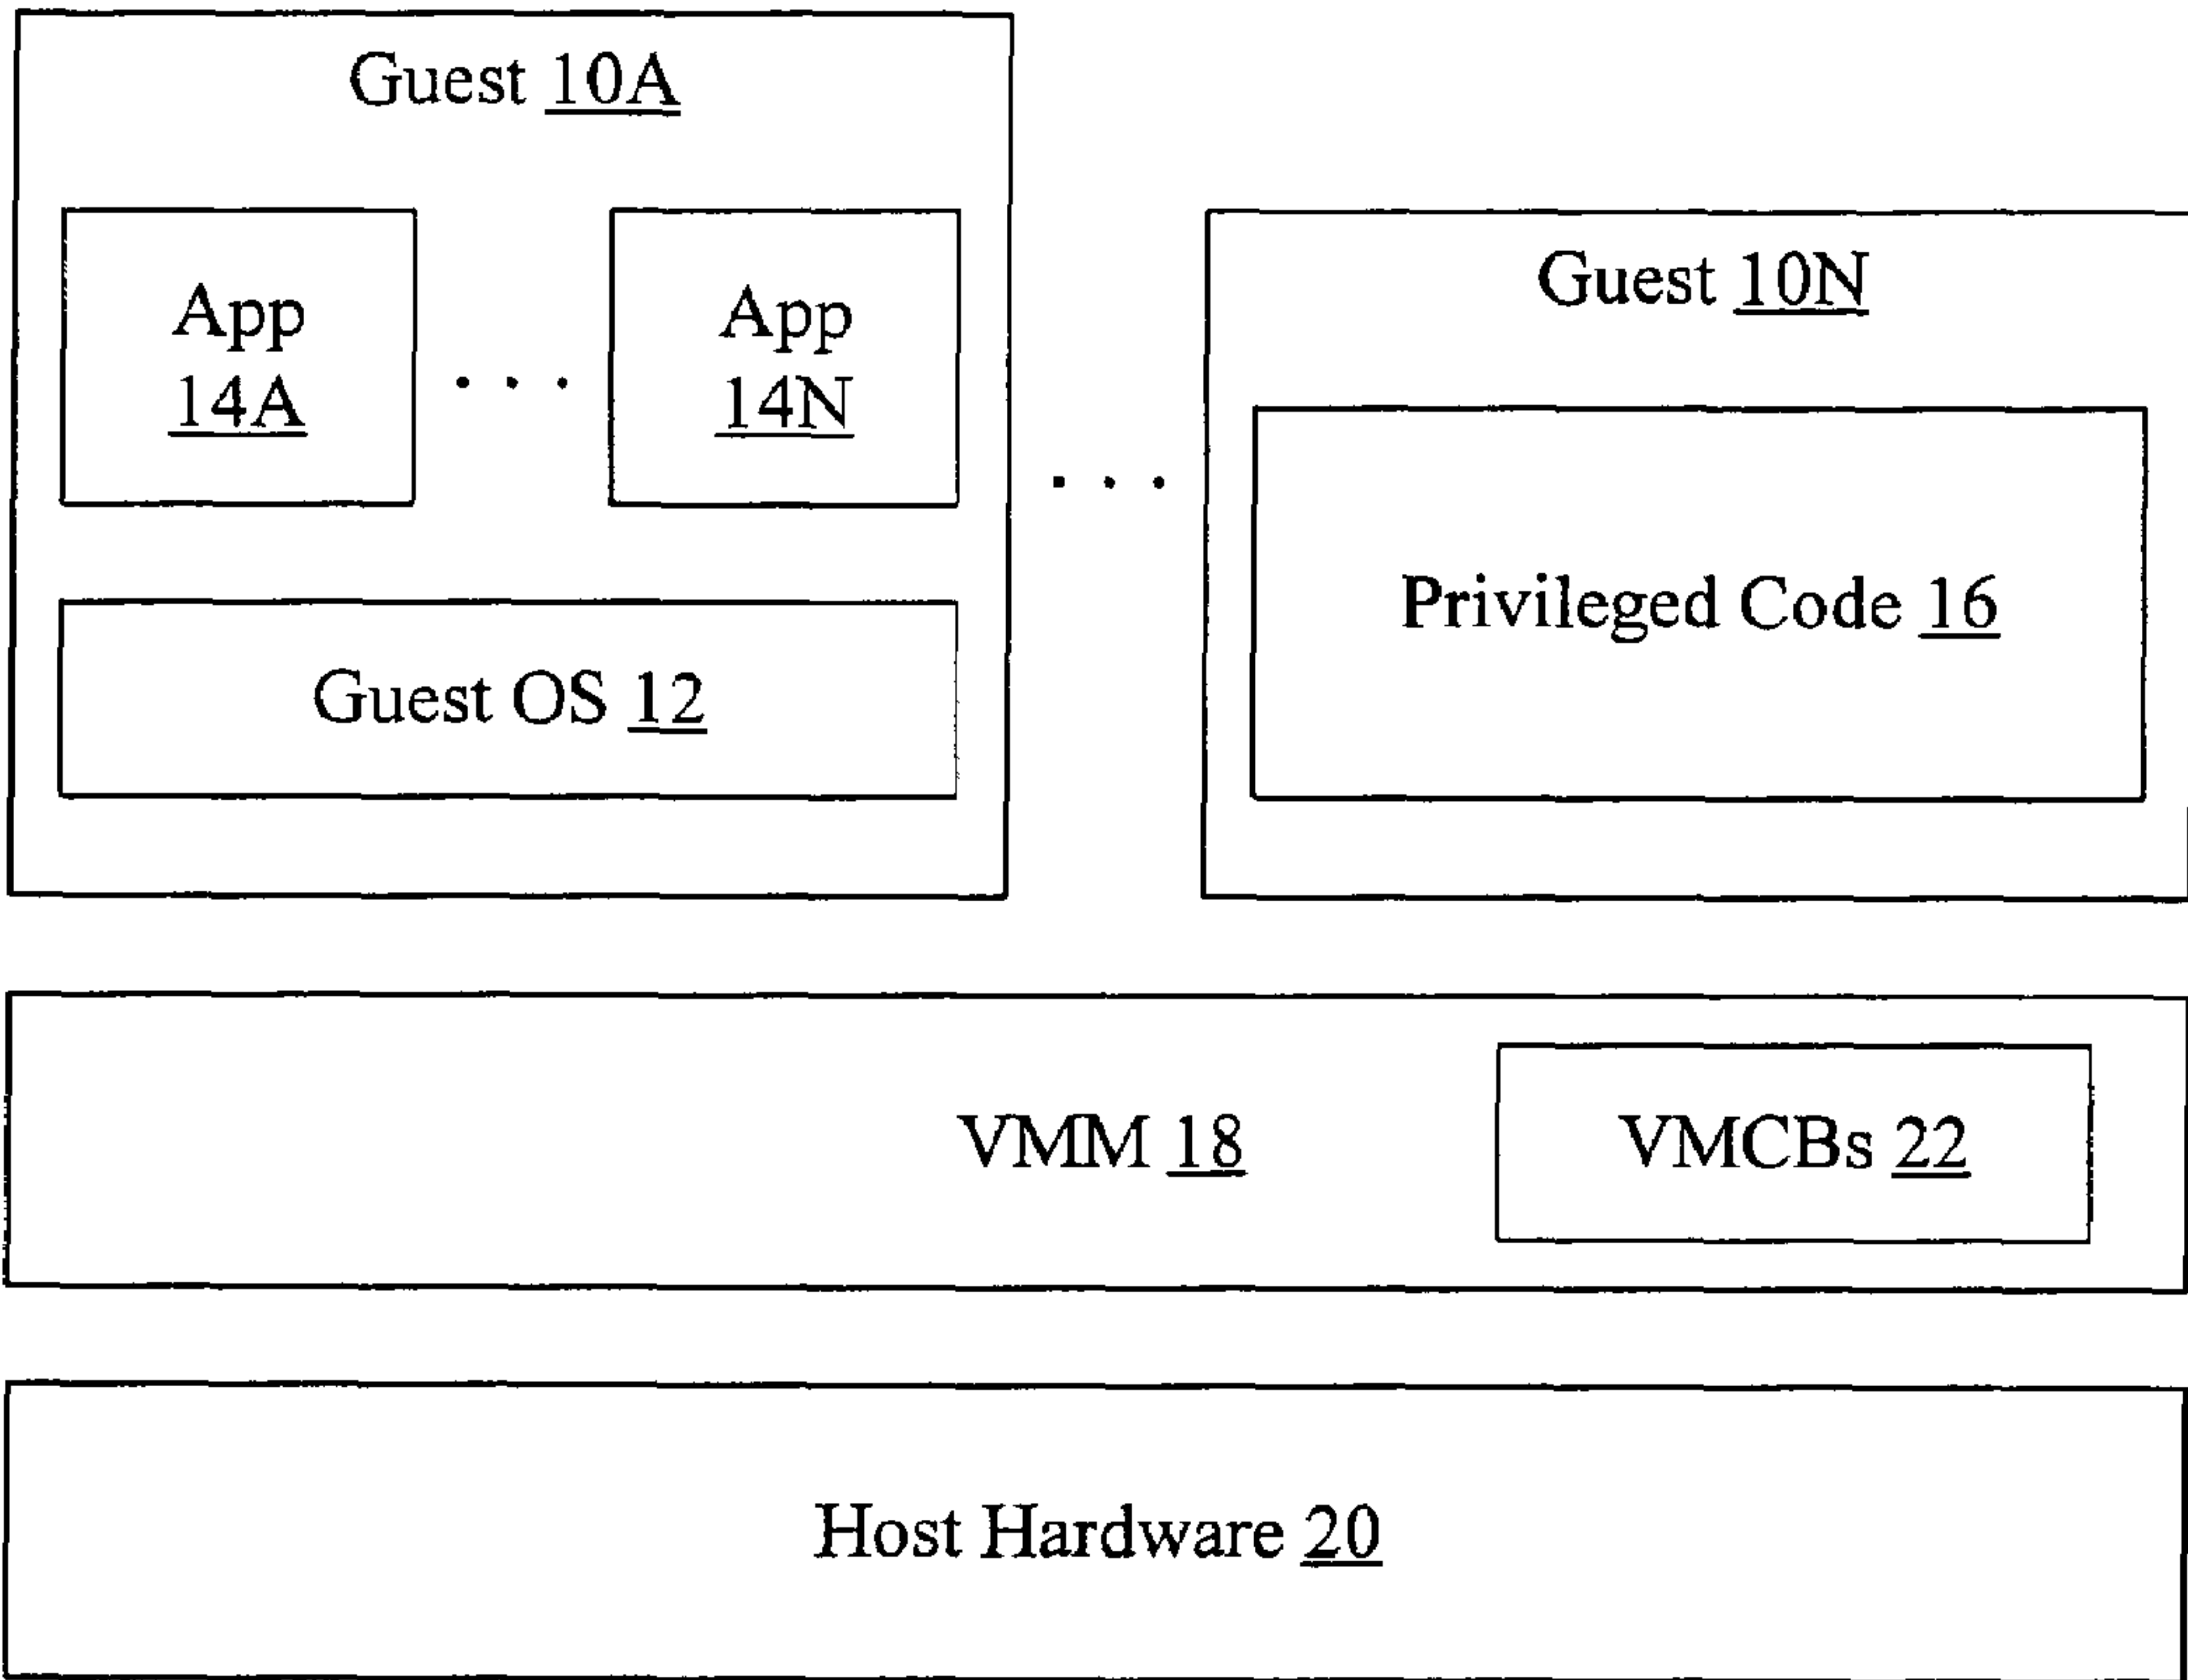 Guest 10A
App
14A
. . .
App
14N
Guest OS 12
. . .
Guest 10N
Privileged Code 16
VMM 18
VMCBs 22
Host Hardware 20